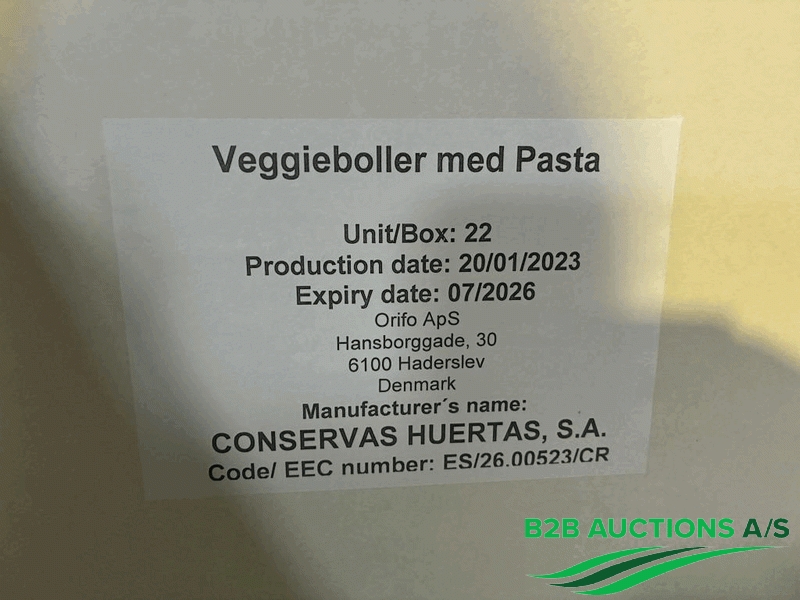 Veggieboller med Pasta
Unit/Box: 22
Production date: 20/01/2023
Expiry date: 07/2026
Orifo ApS
Hansborggade, 30
6100 Haderslev
Denmark
Manufacturer´s name:
CONSERVAS HUERTAS, S.A.
Code/ EEC number: ES/26.00523/CR
B2B AUCTIONS A/S